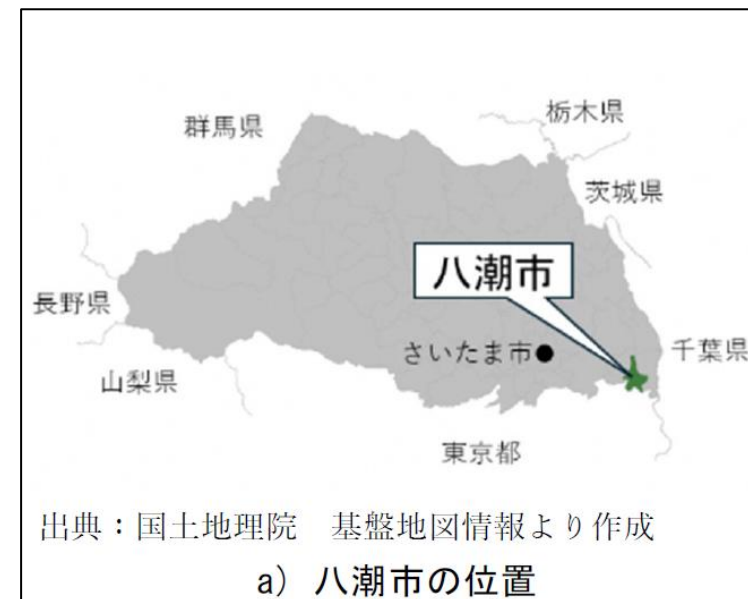 群馬県
栃木県
茨城県
八潮市
長野県
さいたま市
千葉県
山梨県
東京都
出典：国土地理院　基盤地図情報より作成
a) 八潮市の位置